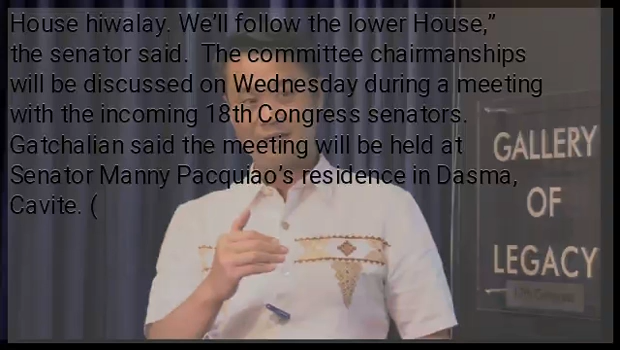 House hiwalay. We’ll follow the lower House,”
the senator said.  The committee chairmanships
will be discussed on Wednesday during a meeting
with the incoming 18th Congress senators.
Gatchalian said the meeting will be held at
Senator Manny Pacquiao’s residence in Dasma,
Cavite. (
GALLERY
OF
LEGACY